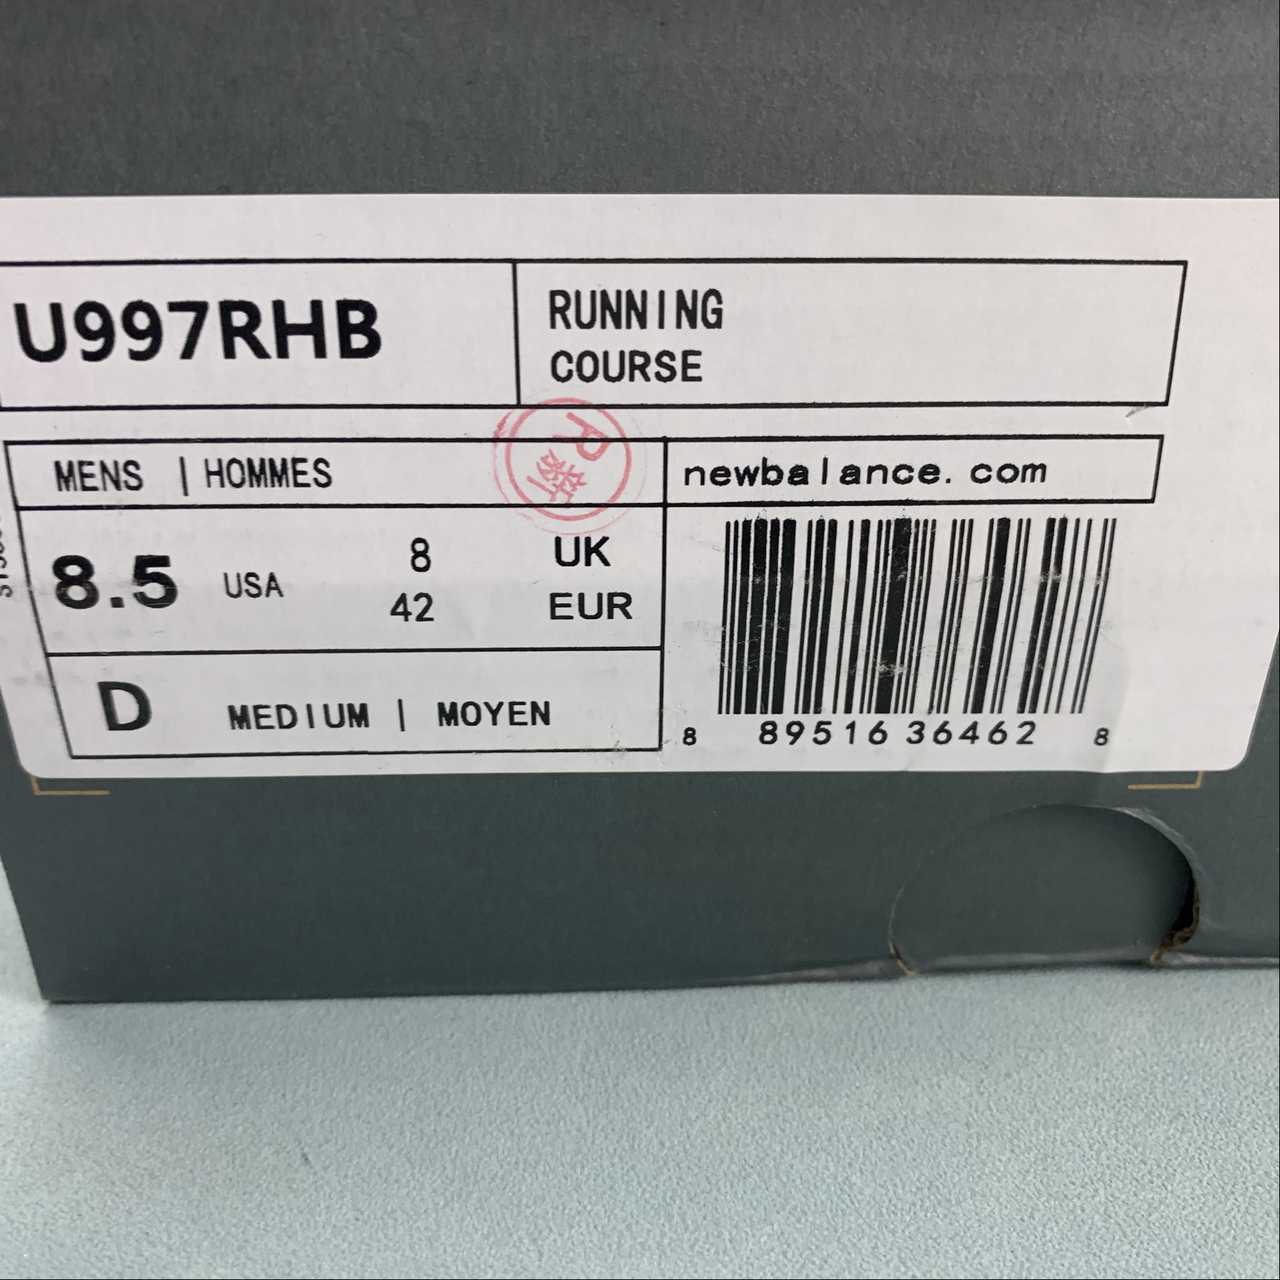 U997RHB
RUNNING
COURSE
MENS | HOMMES
newbalance.com
8.5 USA
8 UK
42 EUR
D MEDIUM | MOYEN
8 89516 36462 8
P